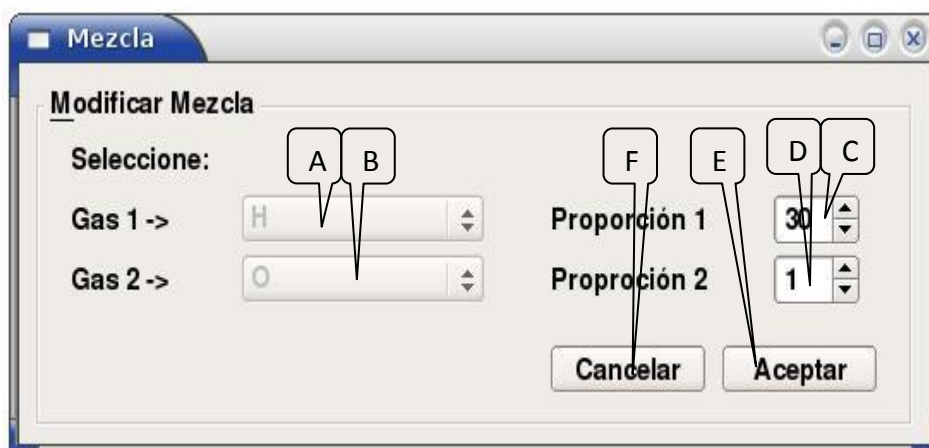 Mezcla
Modificar Mezcla
Seleccione:
A B F E D C
Gas 1 -> H Proporción 1 30
Gas 2 -> O Proproción 2 1
Cancelar Aceptar